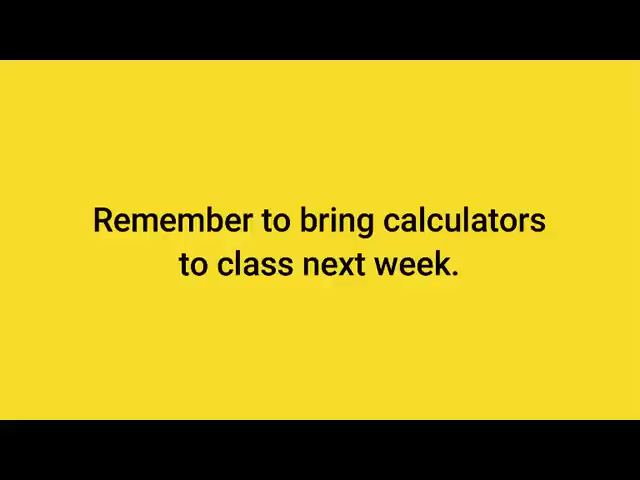 Remember to bring calculators
to class next week.